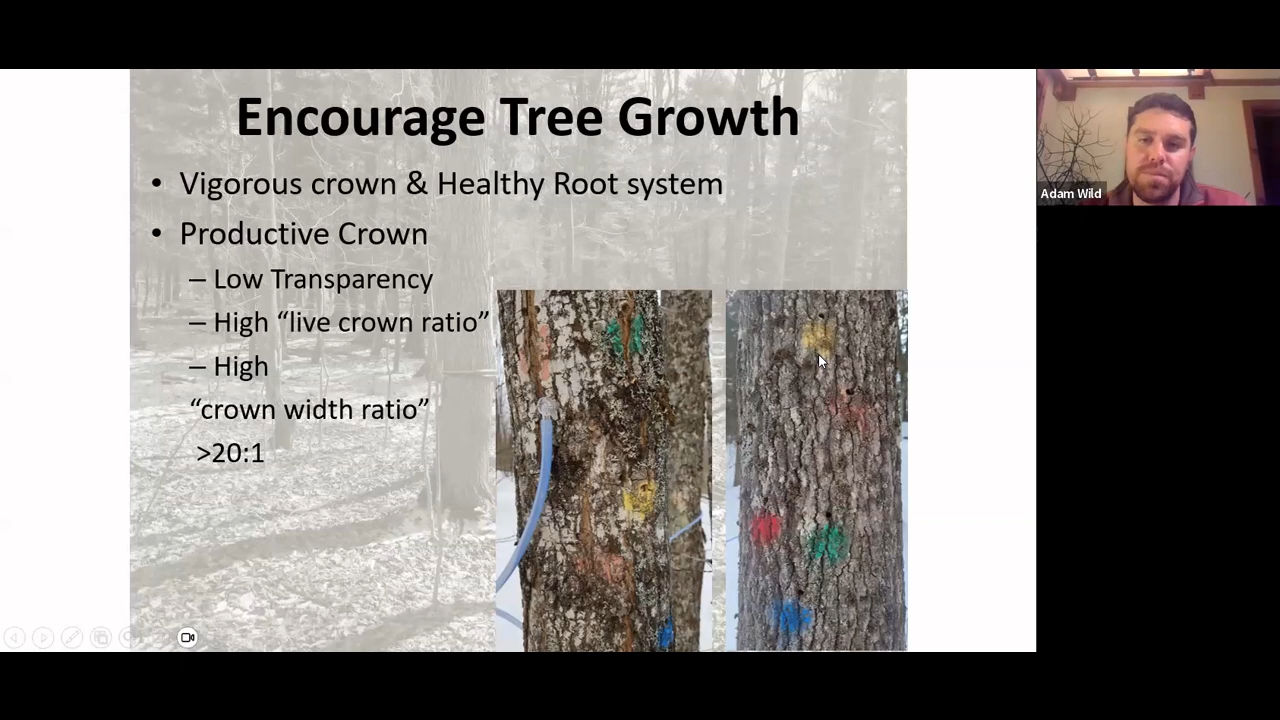 Encourage Tree Growth
• Vigorous crown & Healthy Root system
• Productive Crown
– Low Transparency
– High “live crown ratio”
– High
“crown width ratio”
>20:1
Adam Wild